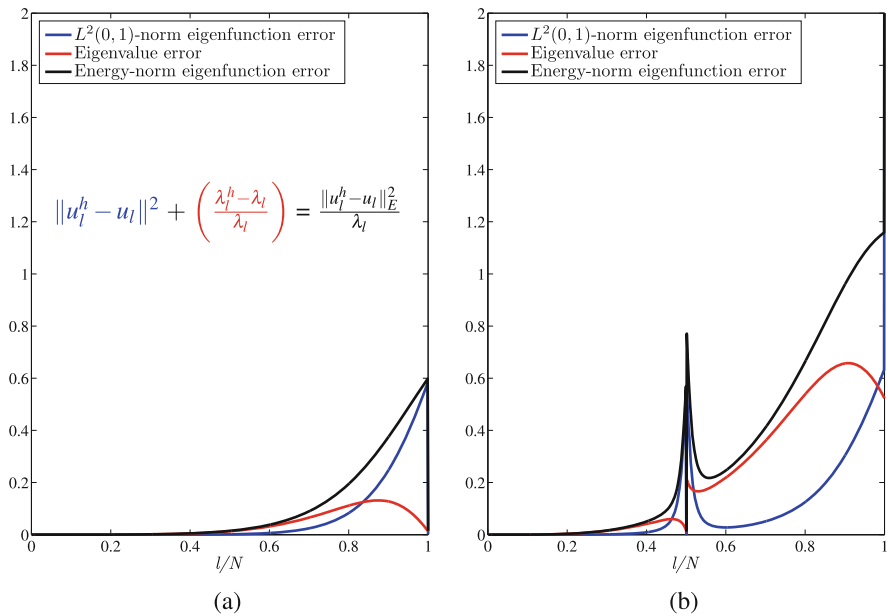 L²(0, 1)-norm eigenfunction error
Eigenvalue error
Energy-norm eigenfunction error
‖u_l^h − u_l‖² + ((λ_l^h − λ_l)/λ_l) = ‖u_l^h − u_l‖_E²/λ_l
2
1.8
1.6
1.4
1.2
1
0.8
0.6
0.4
0.2
0
0 0.2 0.4 0.6 0.8 1
l/N
(a)
L²(0, 1)-norm eigenfunction error
Eigenvalue error
Energy-norm eigenfunction error
2
1.8
1.6
1.4
1.2
1
0.8
0.6
0.4
0.2
0
0 0.2 0.4 0.6 0.8 1
l/N
(b)